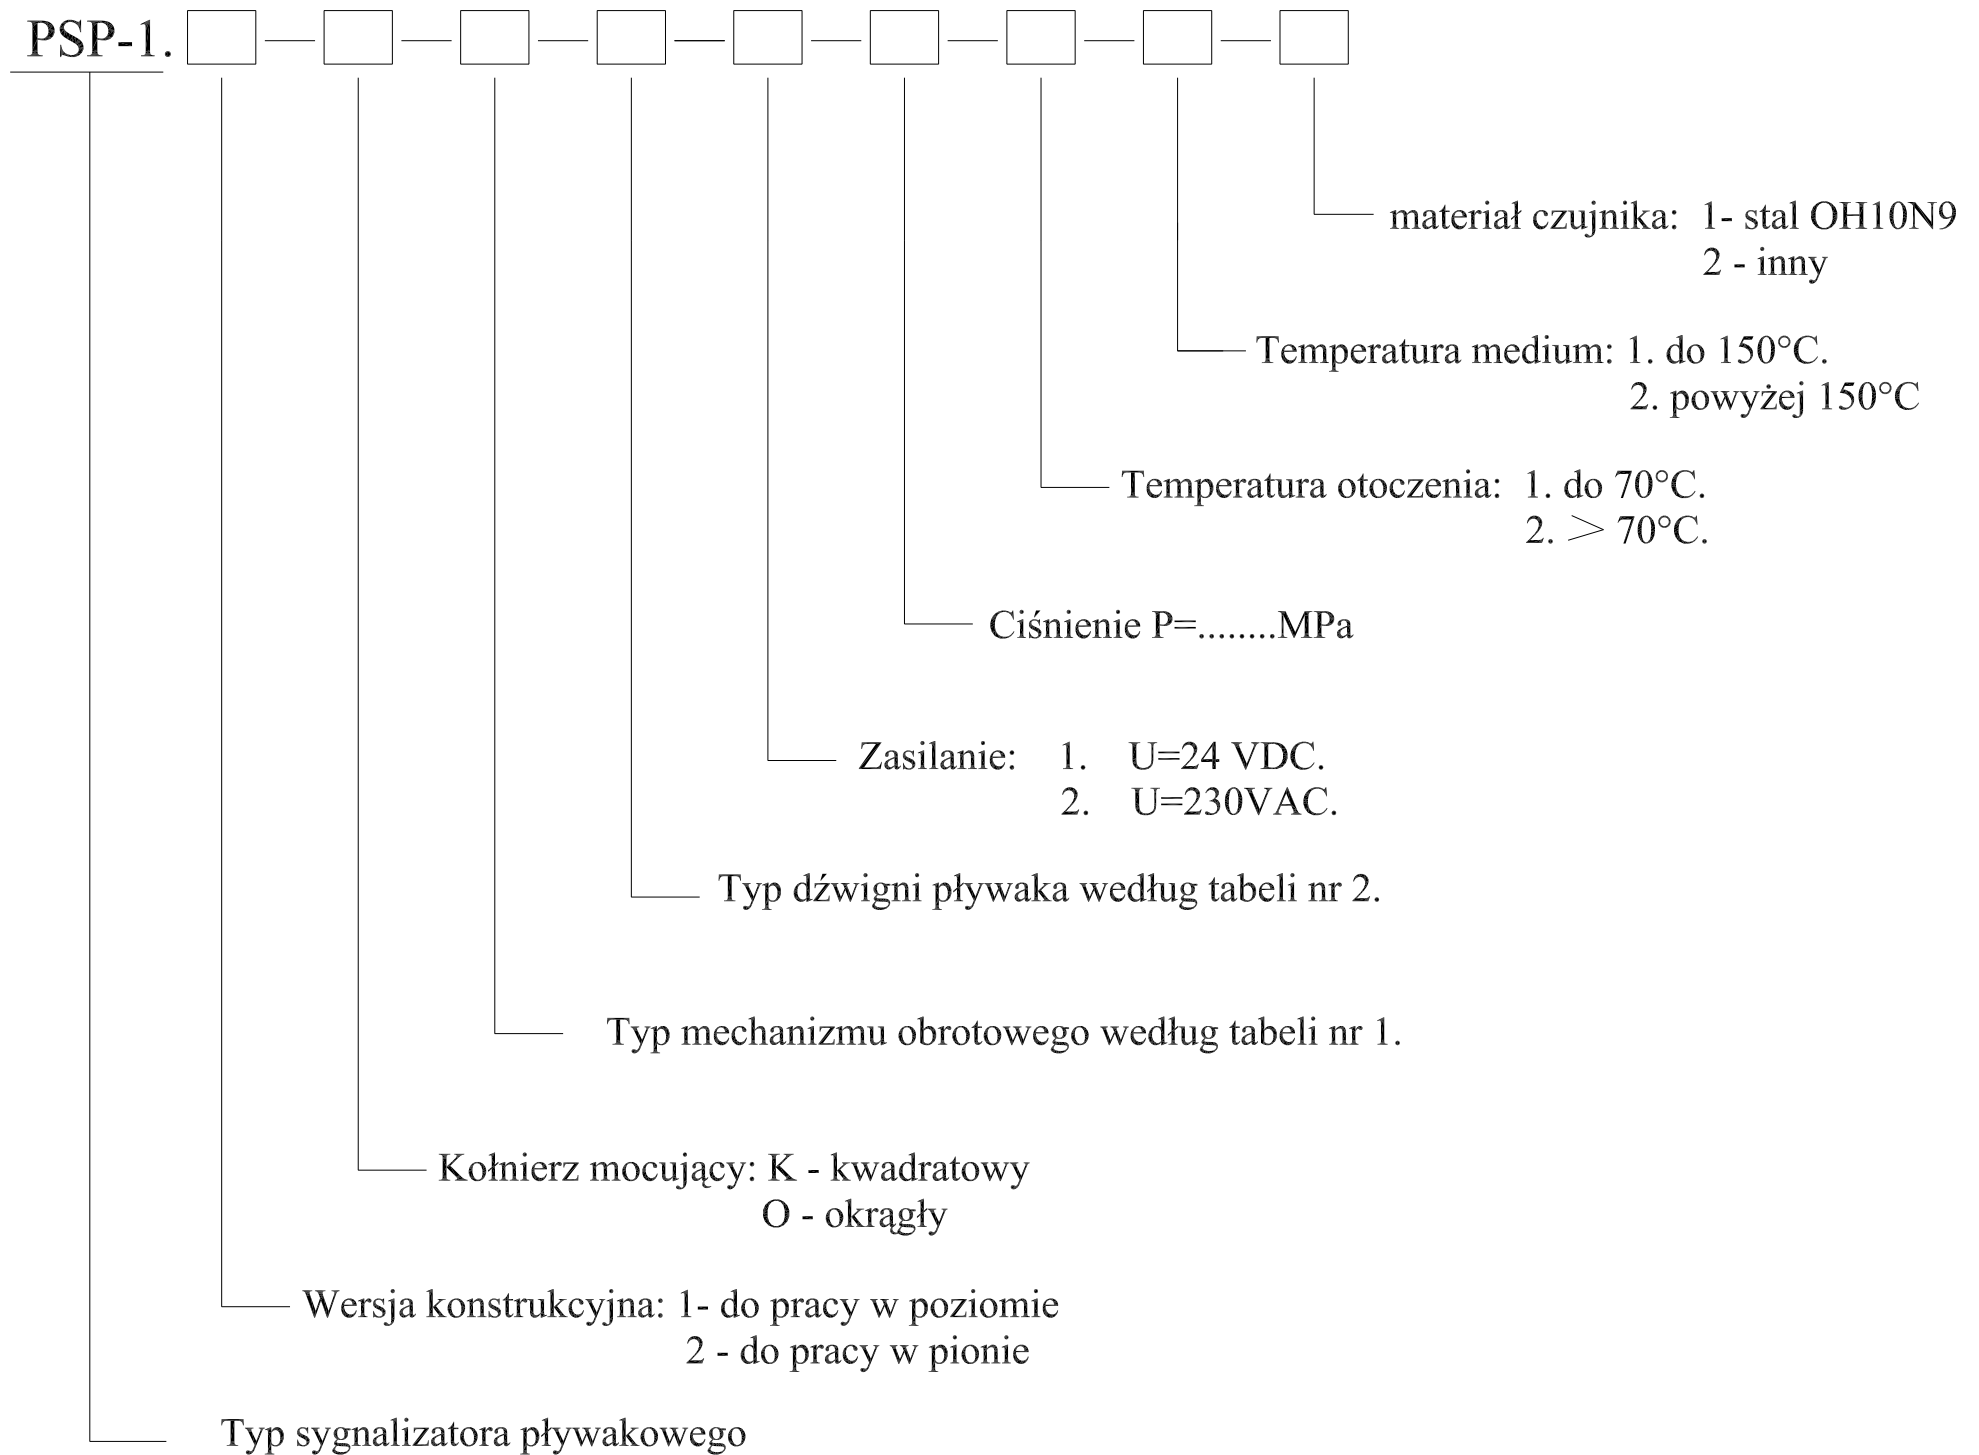 PSP-1.
materiał czujnika: 1- stal OH10N9
2 - inny
Temperatura medium: 1. do 150°C.
2. powyżej 150°C
Temperatura otoczenia: 1. do 70°C.
2. > 70°C.
Ciśnienie P=........MPa
Zasilanie: 1. U=24 VDC.
2. U=230VAC.
Typ dźwigni pływaka według tabeli nr 2.
Typ mechanizmu obrotowego według tabeli nr 1.
Kołnierz mocujący: K - kwadratowy
O - okrągły
Wersja konstrukcyjna: 1- do pracy w poziomie
2 - do pracy w pionie
Typ sygnalizatora pływakowego